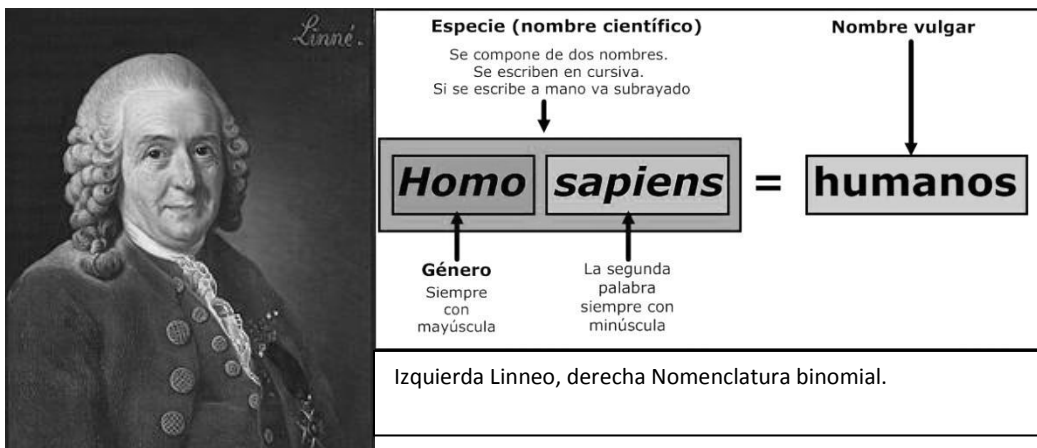 Linné.
Especie (nombre científico)
Se compone de dos nombres.
Se escriben en cursiva.
Si se escribe a mano va subrayado
Nombre vulgar
Homo sapiens = humanos
Género
Siempre
con
mayúscula
La segunda
palabra
siempre con
minúscula
Izquierda Linneo, derecha Nomenclatura binomial.